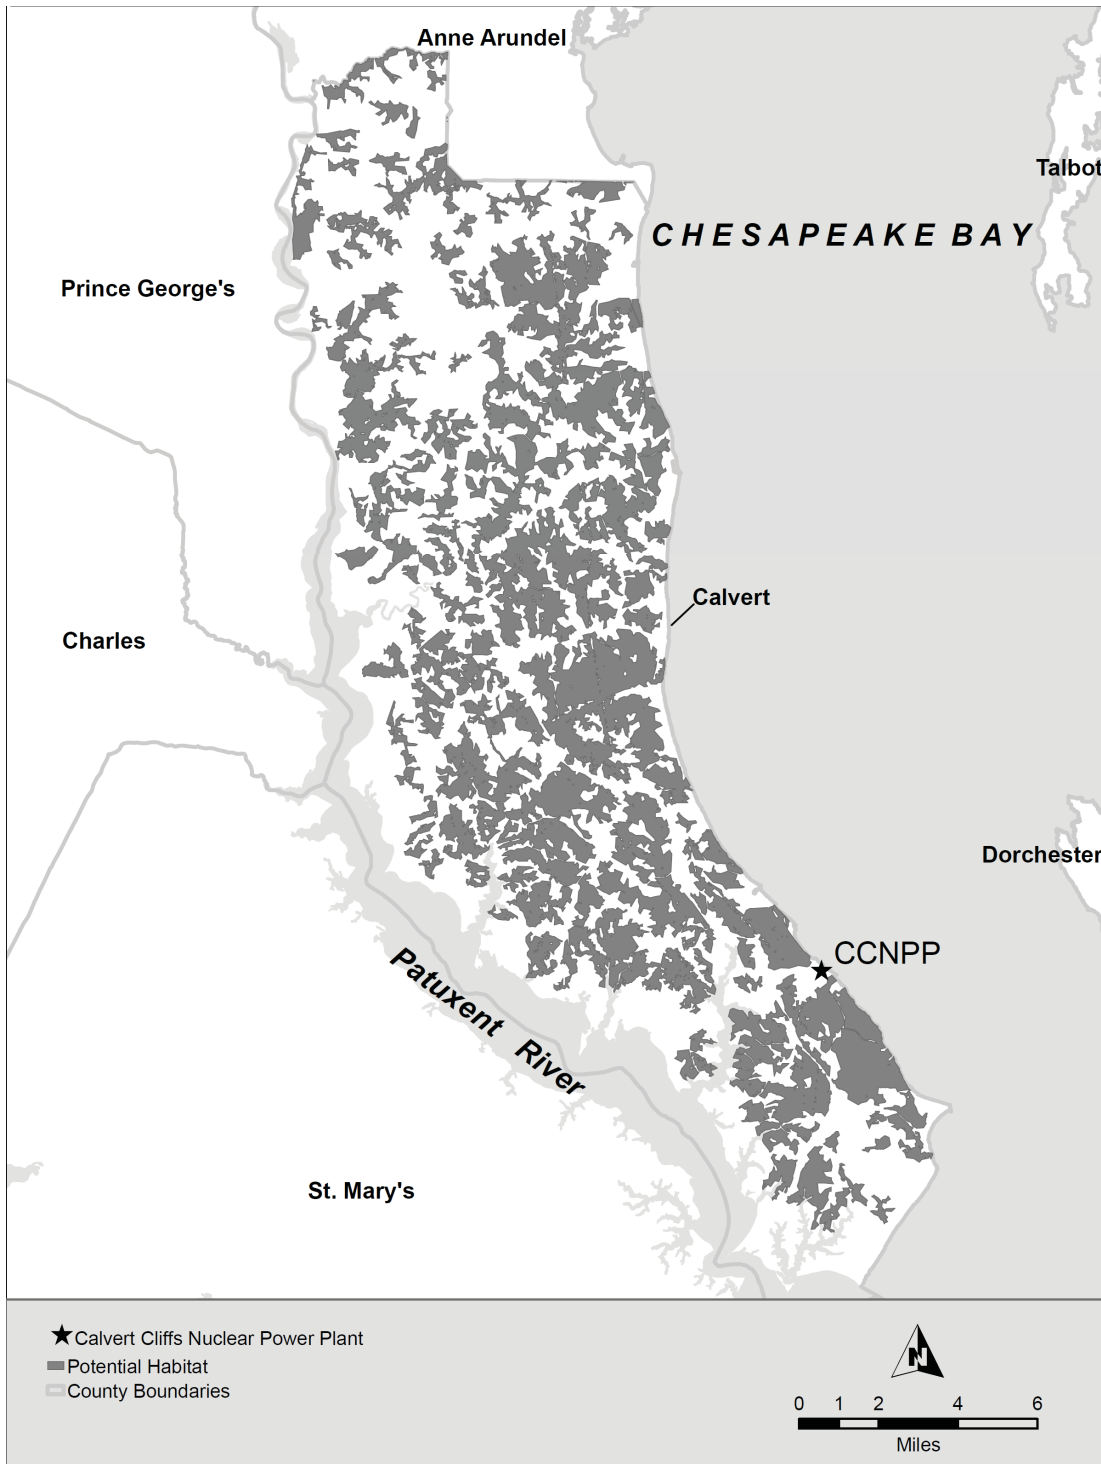 Anne Arundel
Talbot
CHESAPEAKE BAY
Prince George's
Calvert
Charles
Dorchester
CCNPP
Patuxent River
St. Mary's
Calvert Cliffs Nuclear Power Plant
Potential Habitat
County Boundaries
N
0 1 2 4 6
Miles